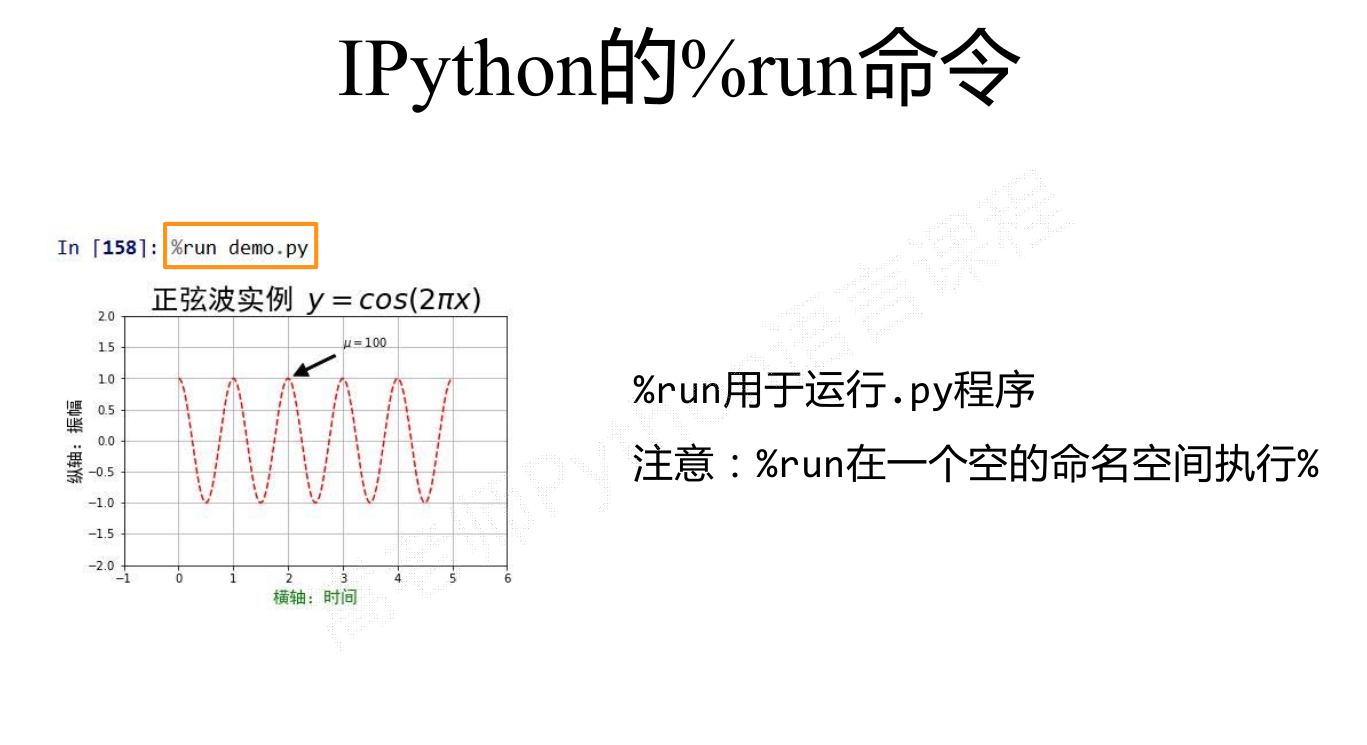 IPython的%run命令
In [158]: %run demo.py
正弦波实例 y = cos(2πx)
μ = 100
2.0
1.5
1.0
0.5
0.0
−0.5
−1.0
−1.5
−2.0
纵轴：振幅
−1 0 1 2 3 4 5 6
横轴：时间
%run用于运行.py程序
注意：%run在一个空的命名空间执行%
嵩老师Python语言课程